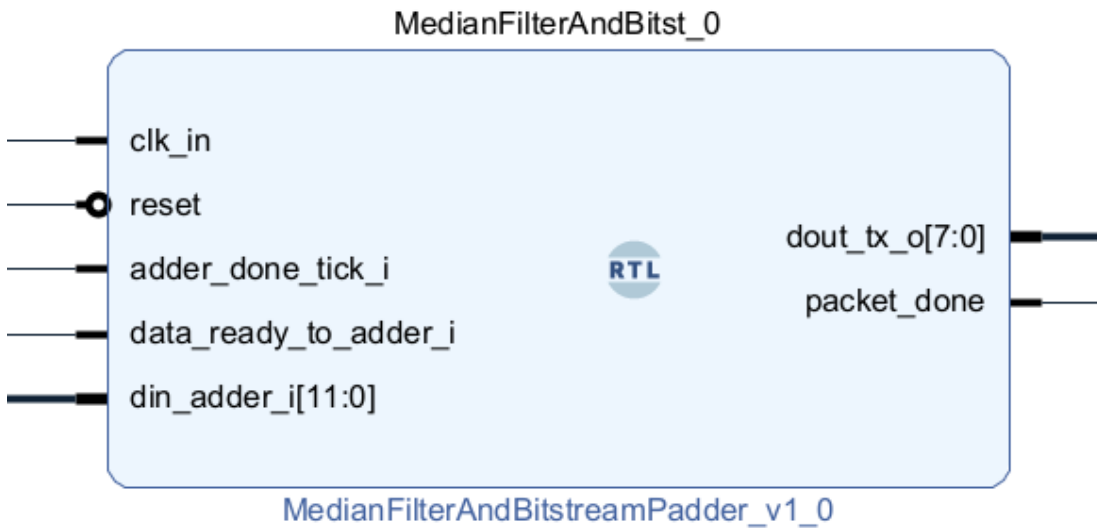 MedianFilterAndBitst_0
clk_in
reset
adder_done_tick_i
data_ready_to_adder_i
din_adder_i[11:0]
RTL
dout_tx_o[7:0]
packet_done
MedianFilterAndBitstreamPadder_v1_0